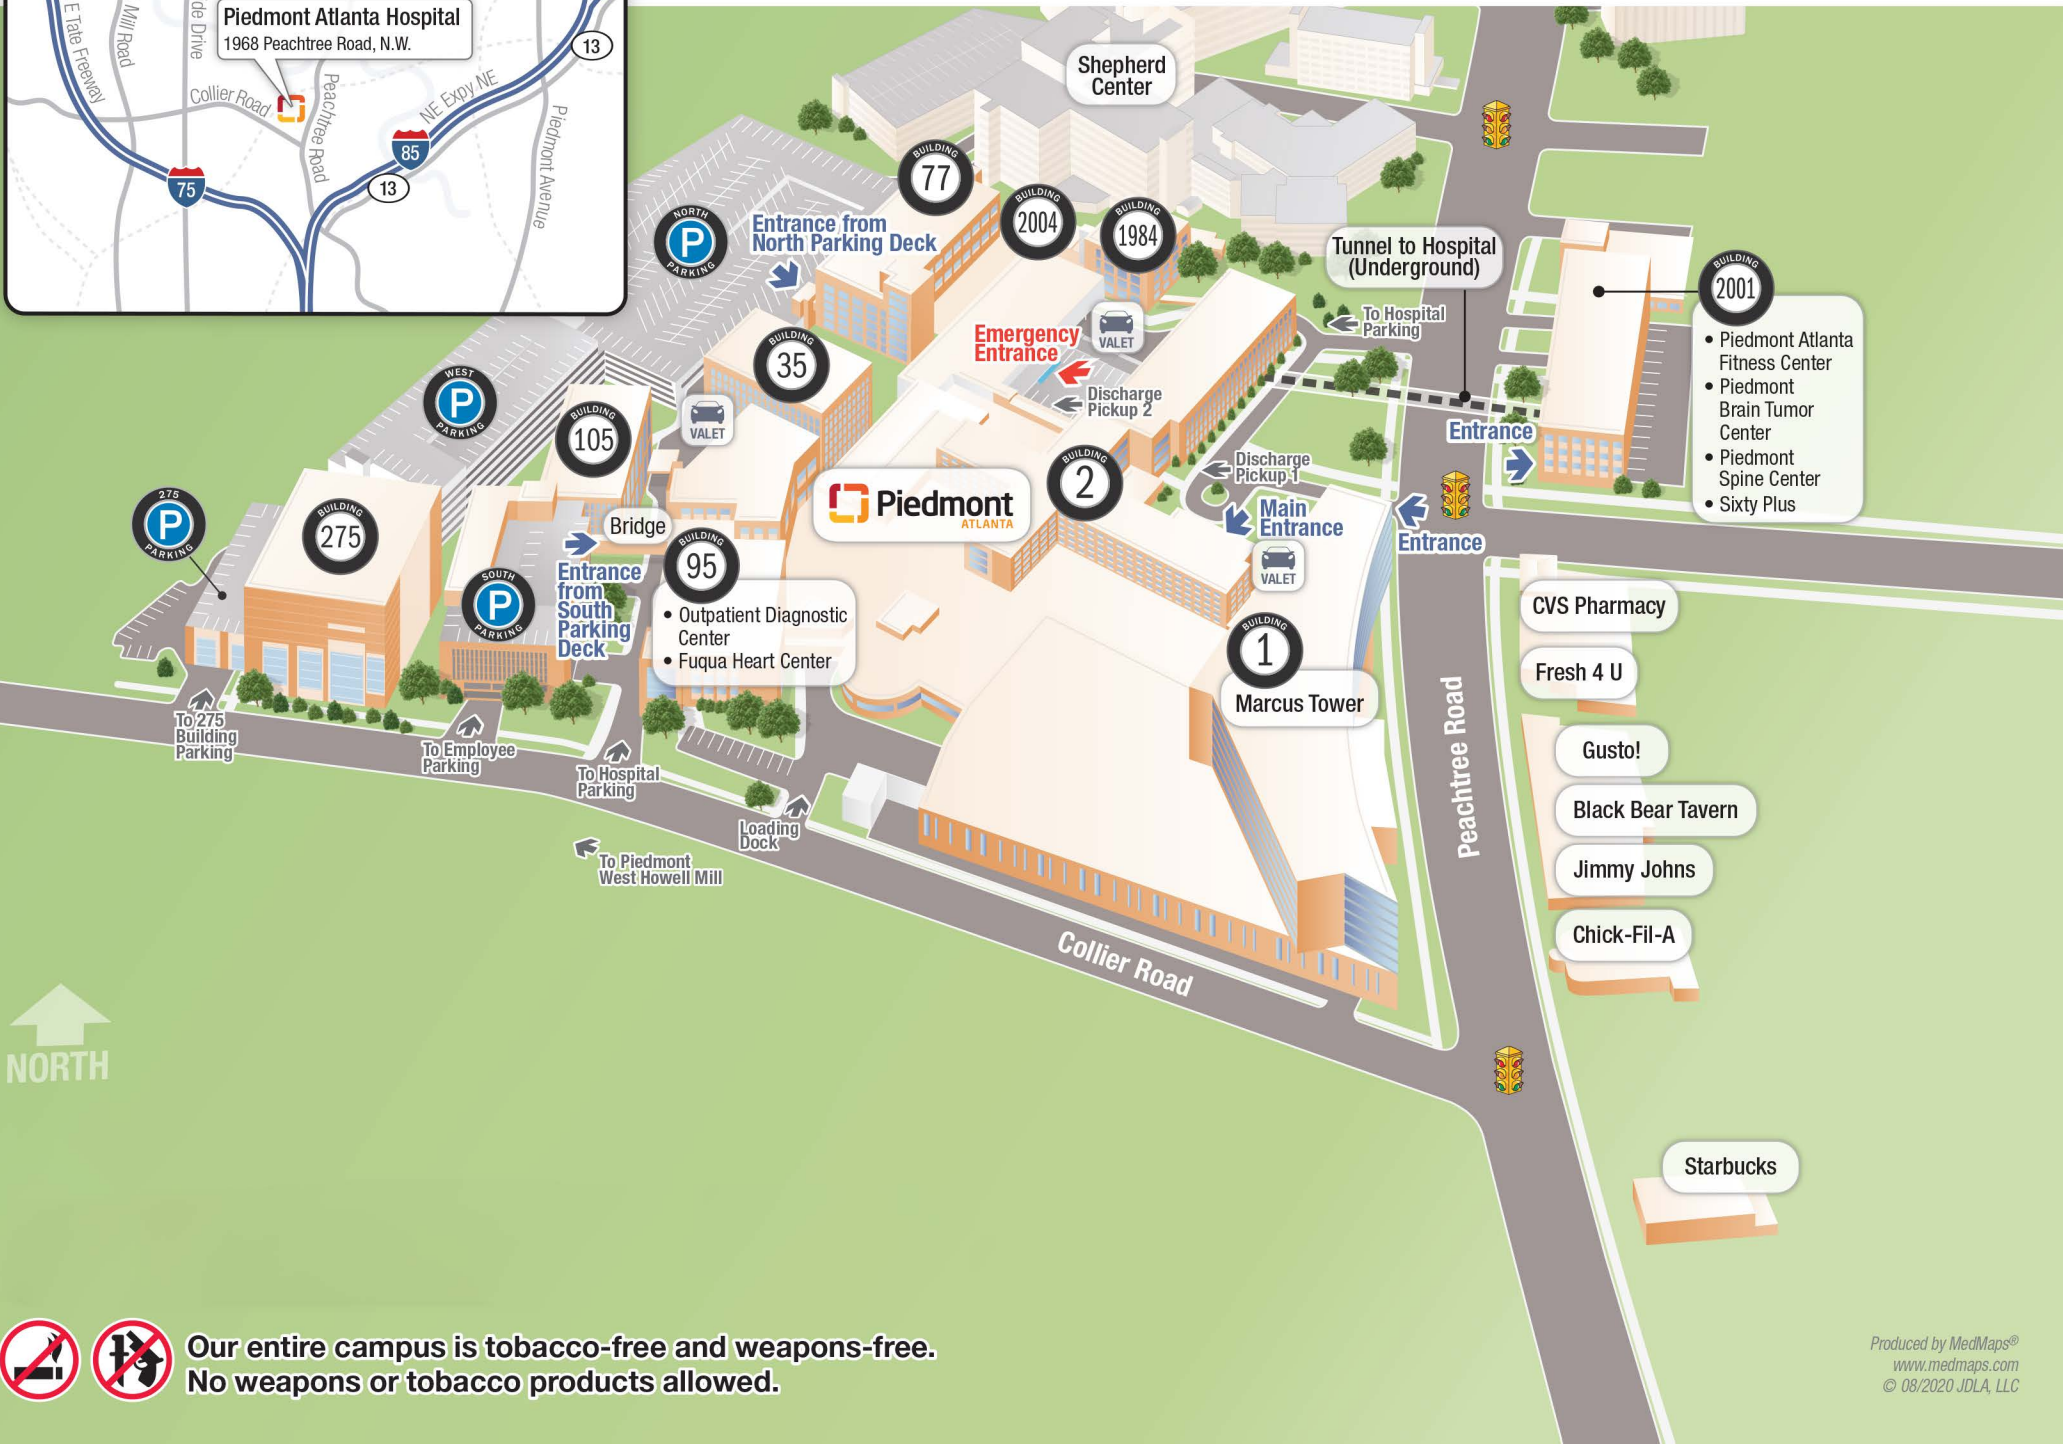 Piedmont Atlanta Hospital
1968 Peachtree Road, N.W.
E Tate Freeway
Mill Road
de Drive
Collier Road
Peachtree Road
NE Expy NE
Piedmont Avenue
13
85
13
75
Shepherd
Center
BUILDING
77
BUILDING
2004
BUILDING
1984
NORTH
P
PARKING
Entrance from
North Parking Deck
Tunnel to Hospital
(Underground)
BUILDING
2001
• Piedmont Atlanta
Fitness Center
• Piedmont
Brain Tumor
Center
• Piedmont
Spine Center
• Sixty Plus
To Hospital
Parking
VALET
Emergency
Entrance
Discharge
Pickup 2
BUILDING
35
WEST
P
PARKING
BUILDING
105
VALET
Entrance
Discharge
Pickup 1
BUILDING
2
Piedmont
ATLANTA
Main
Entrance
VALET
Entrance
275
P
PARKING
BUILDING
275
Bridge
SOUTH
P
PARKING
Entrance
from
South
Parking
Deck
BUILDING
95
• Outpatient Diagnostic
Center
• Fuqua Heart Center
BUILDING
1
Marcus Tower
CVS Pharmacy
Fresh 4 U
Gusto!
Black Bear Tavern
Jimmy Johns
Chick-Fil-A
Peachtree Road
To 275
Building
Parking
To Employee
Parking
To Hospital
Parking
Loading
Dock
To Piedmont
West Howell Mill
Collier Road
NORTH
Starbucks
Our entire campus is tobacco-free and weapons-free.
No weapons or tobacco products allowed.
Produced by MedMaps®
www.medmaps.com
© 08/2020 JDLA, LLC